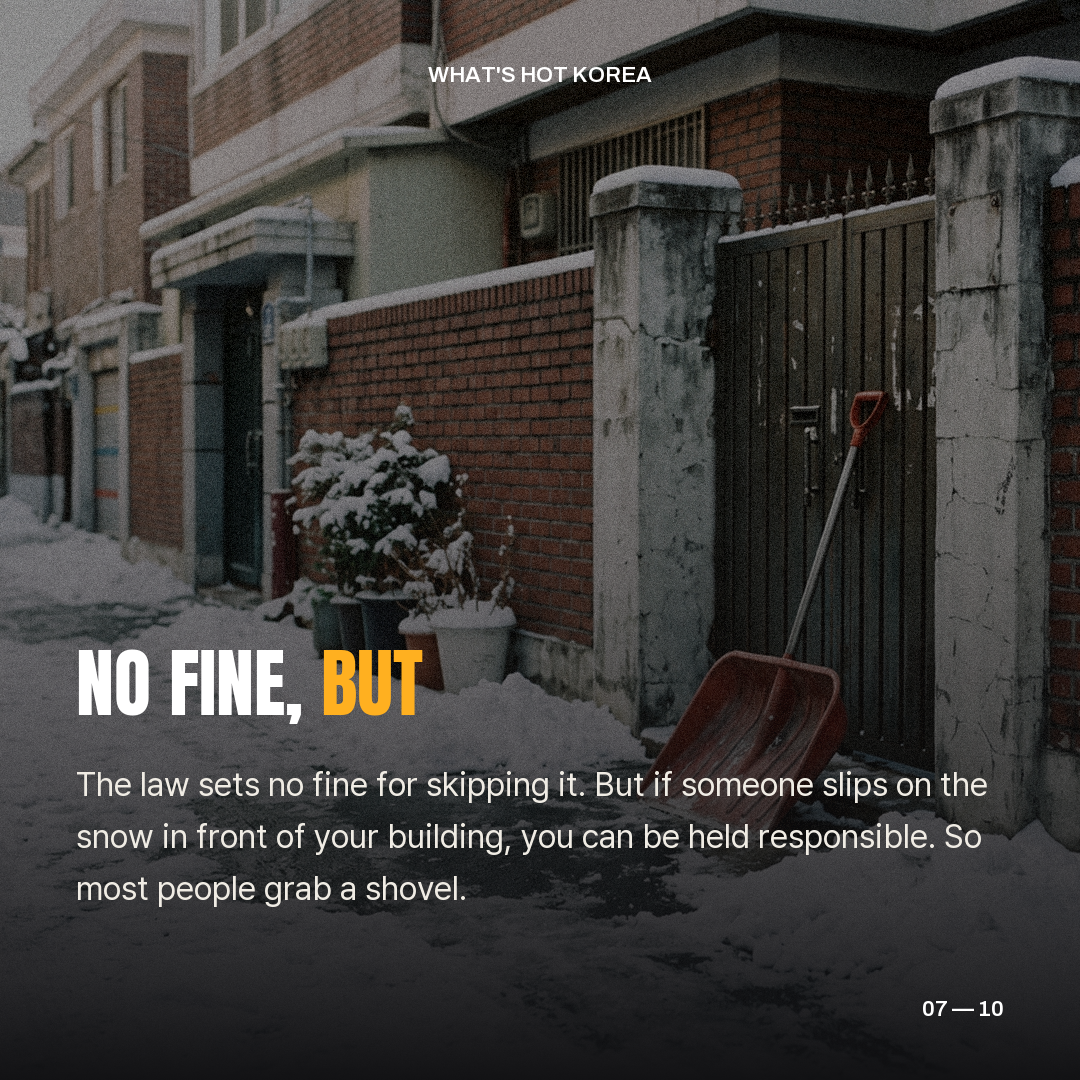 WHAT'S HOT KOREA
NO FINE, BUT
The law sets no fine for skipping it. But if someone slips on the
snow in front of your building, you can be held responsible. So
most people grab a shovel.
07 — 10